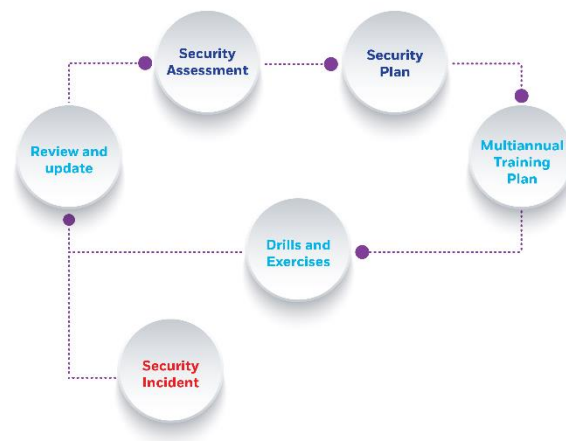 Security
Assessment
Security
Plan
Review and
update
Multiannual
Training
Plan
Drills and
Exercises
Security
Incident